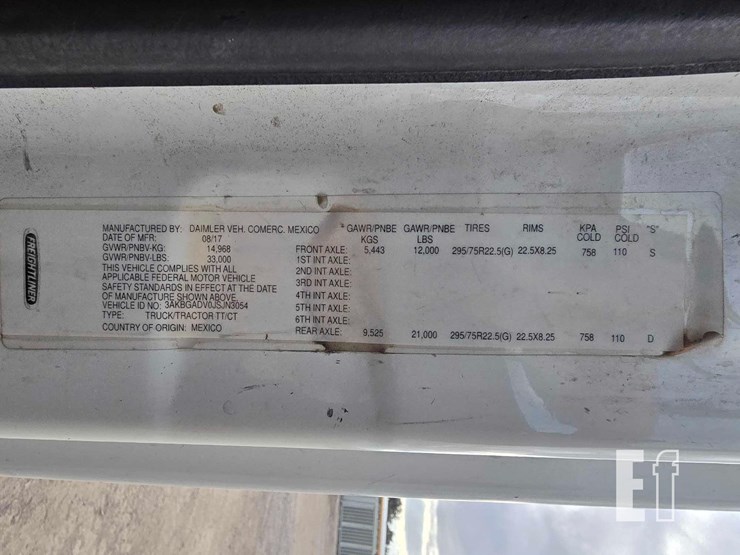 FREIGHTLINER
MANUFACTURED BY: DAIMLER VEH. COMERC. MEXICO
DATE OF MFR: 08/17
GVWR/PNBV-KG: 14,968
GVWR/PNBV-LBS: 33,000
THIS VEHICLE COMPLIES WITH ALL
APPLICABLE FEDERAL MOTOR VEHICLE
SAFETY STANDARDS IN EFFECT AT THE DATE
OF MANUFACTURE SHOWN ABOVE.
VEHICLE ID NO: 3AKBGADV0JSJN3054
TYPE: TRUCK/TRACTOR TT/CT
COUNTRY OF ORIGIN: MEXICO
GAWR/PNBE GAWR/PNBE TIRES RIMS KPA PSI "S"
KGS LBS COLD COLD
FRONT AXLE: 5,443 12,000 295/75R22.5(G) 22.5X8.25 758 110 S
1ST INT AXLE:
2ND INT AXLE:
3RD INT AXLE:
4TH INT AXLE:
5TH INT AXLE:
6TH INT AXLE:
REAR AXLE: 9,525 21,000 295/75R22.5(G) 22.5X8.25 758 110 D
Ef